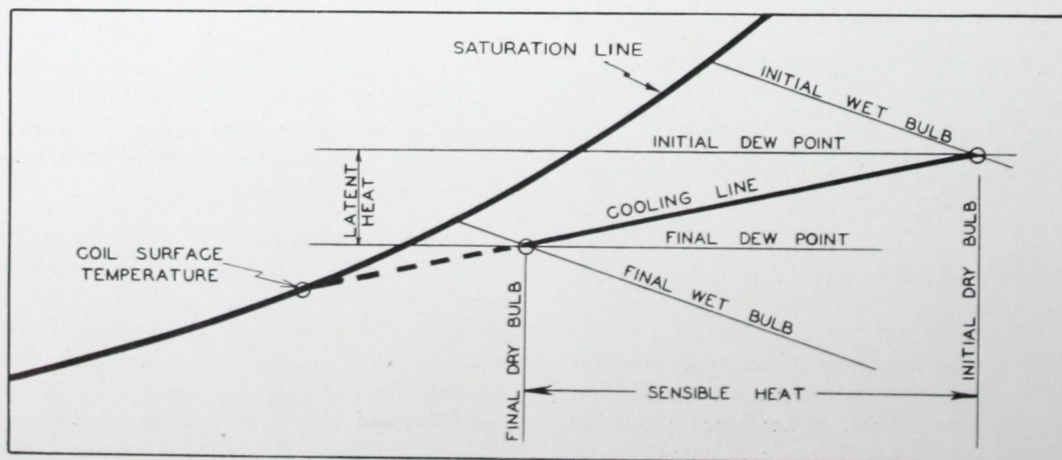 SATURATION LINE
INITIAL WET BULB
INITIAL DEW POINT
LATENT
HEAT
COOLING LINE
COIL SURFACE
TEMPERATURE
FINAL DEW POINT
FINAL WET BULB
FINAL DRY BULB
SENSIBLE HEAT
INITIAL DRY BULB